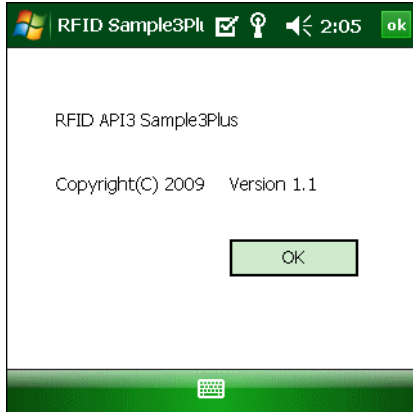 RFID Sample3Plu 2:05 ok
RFID API3 Sample3Plus
Copyright(C) 2009 Version 1.1
OK